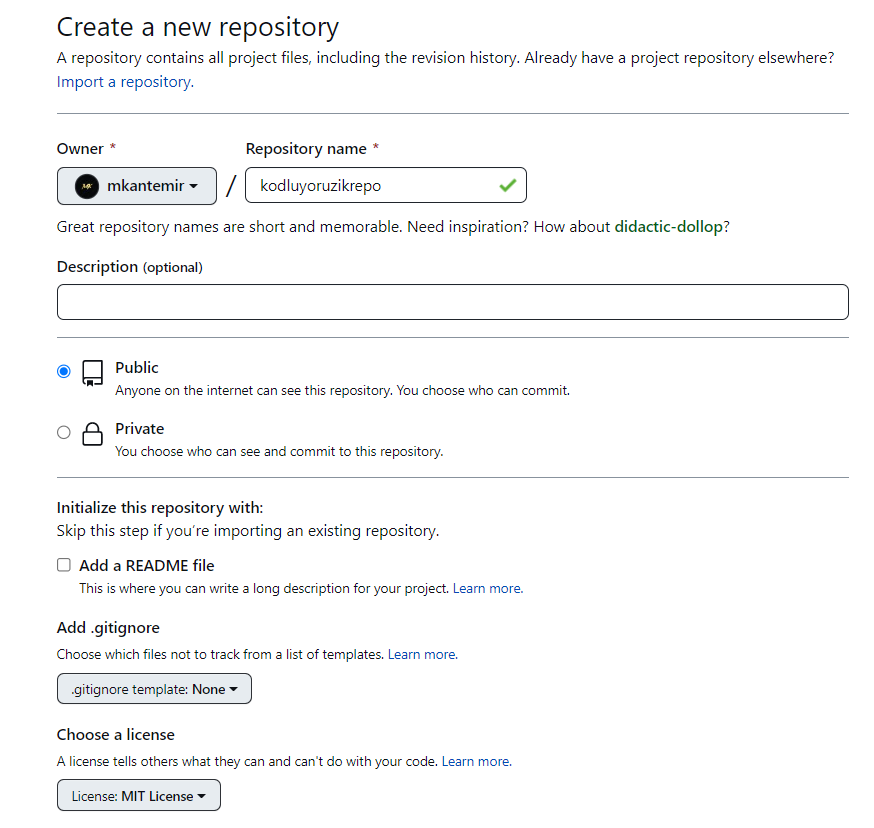 Create a new repository
A repository contains all project files, including the revision history. Already have a project repository elsewhere?
Import a repository.
Owner * Repository name *
MK mkantemir / kodluyoruzikrepo
Great repository names are short and memorable. Need inspiration? How about didactic-dollop?
Description (optional)
Public
Anyone on the internet can see this repository. You choose who can commit.
Private
You choose who can see and commit to this repository.
Initialize this repository with:
Skip this step if you're importing an existing repository.
Add a README file
This is where you can write a long description for your project. Learn more.
Add .gitignore
Choose which files not to track from a list of templates. Learn more.
.gitignore template: None
Choose a license
A license tells others what they can and can't do with your code. Learn more.
License: MIT License